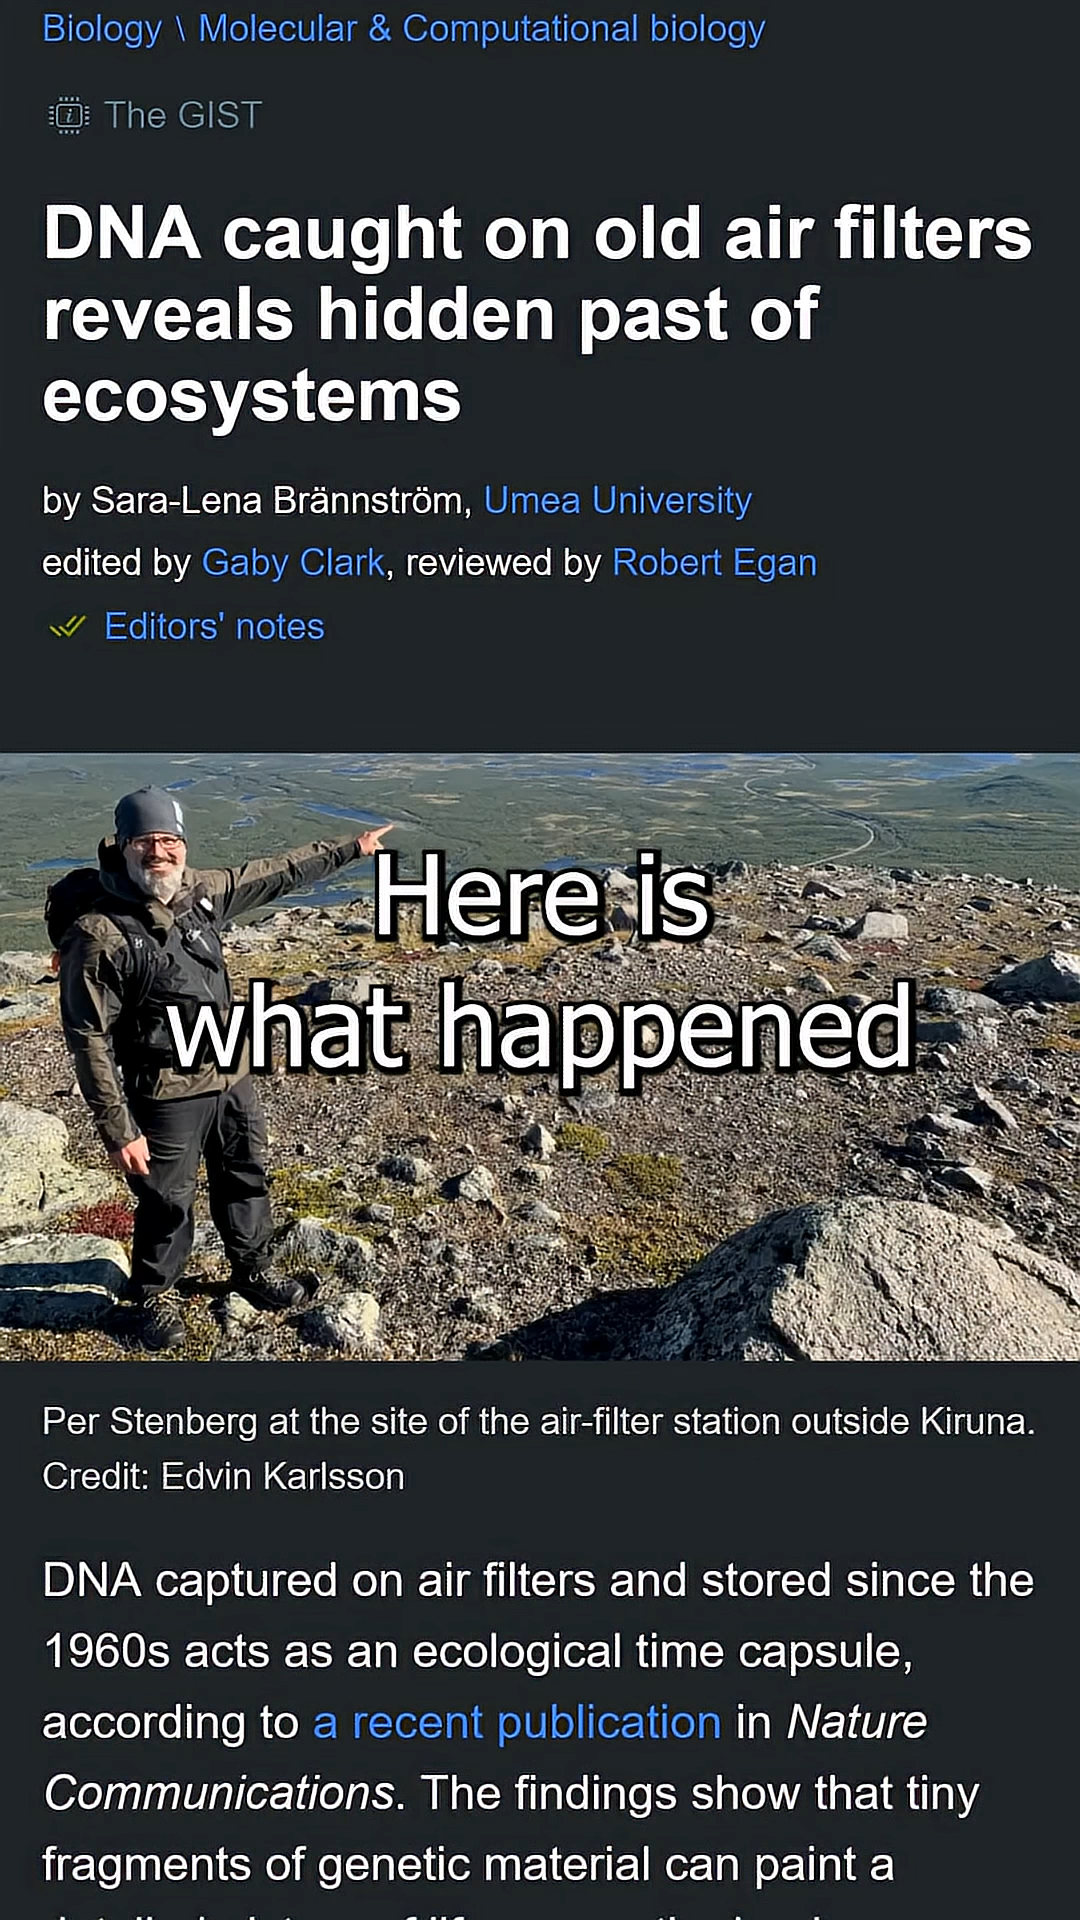 Biology \ Molecular & Computational biology
The GIST
DNA caught on old air filters
reveals hidden past of
ecosystems
by Sara-Lena Brännström, Umea University
edited by Gaby Clark, reviewed by Robert Egan
Editors' notes
Here is
what happened
Per Stenberg at the site of the air-filter station outside Kiruna.
Credit: Edvin Karlsson
DNA captured on air filters and stored since the
1960s acts as an ecological time capsule,
according to a recent publication in Nature
Communications. The findings show that tiny
fragments of genetic material can paint a